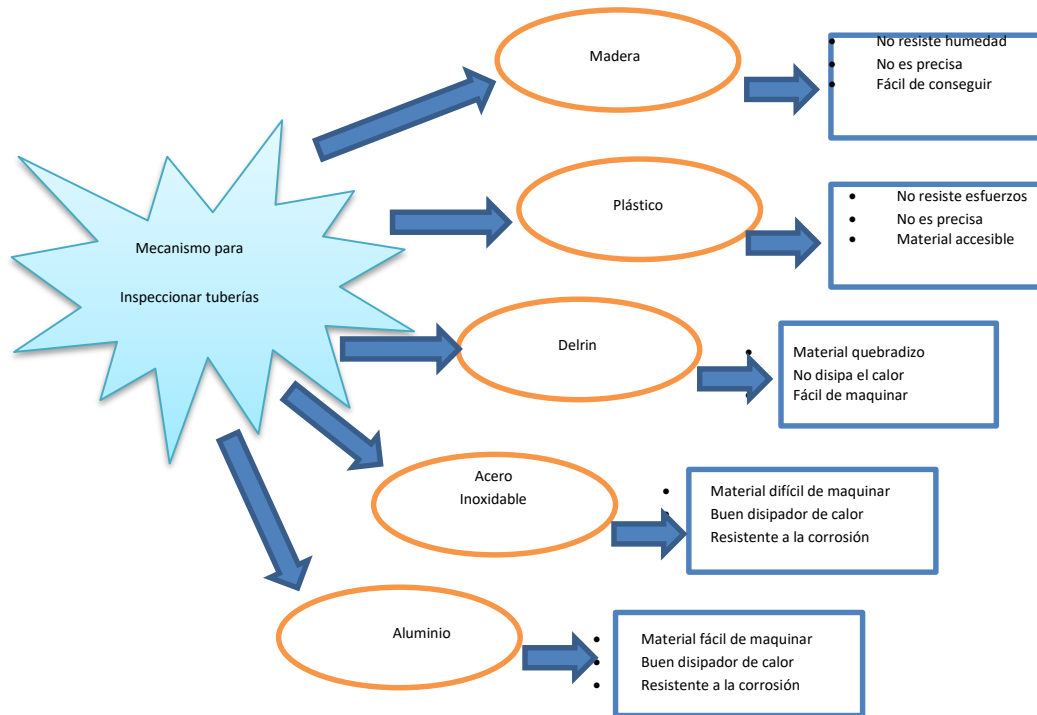 Mecanismo para
Inspeccionar tuberías
Madera
• No resiste humedad
• No es precisa
• Fácil de conseguir
Plástico
• No resiste esfuerzos
• No es precisa
• Material accesible
Delrin
• Material quebradizo
• No disipa el calor
• Fácil de maquinar
Acero
Inoxidable
• Material difícil de maquinar
• Buen disipador de calor
• Resistente a la corrosión
Aluminio
• Material fácil de maquinar
• Buen disipador de calor
• Resistente a la corrosión